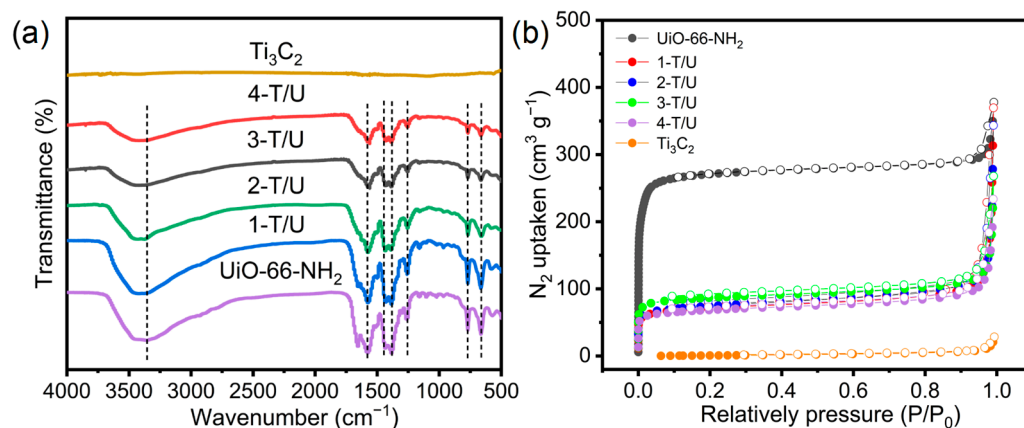 (a)
Ti₃C₂
4-T/U
3-T/U
2-T/U
1-T/U
UiO-66-NH₂
Transmittance (%)
4000 3500 3000 2500 2000 1500 1000 500
Wavenumber (cm⁻¹)
(b)
500
400
300
200
100
0
N₂ uptaken (cm³ g⁻¹)
UiO-66-NH₂
1-T/U
2-T/U
3-T/U
4-T/U
Ti₃C₂
0.0 0.2 0.4 0.6 0.8 1.0
Relatively pressure (P/P₀)